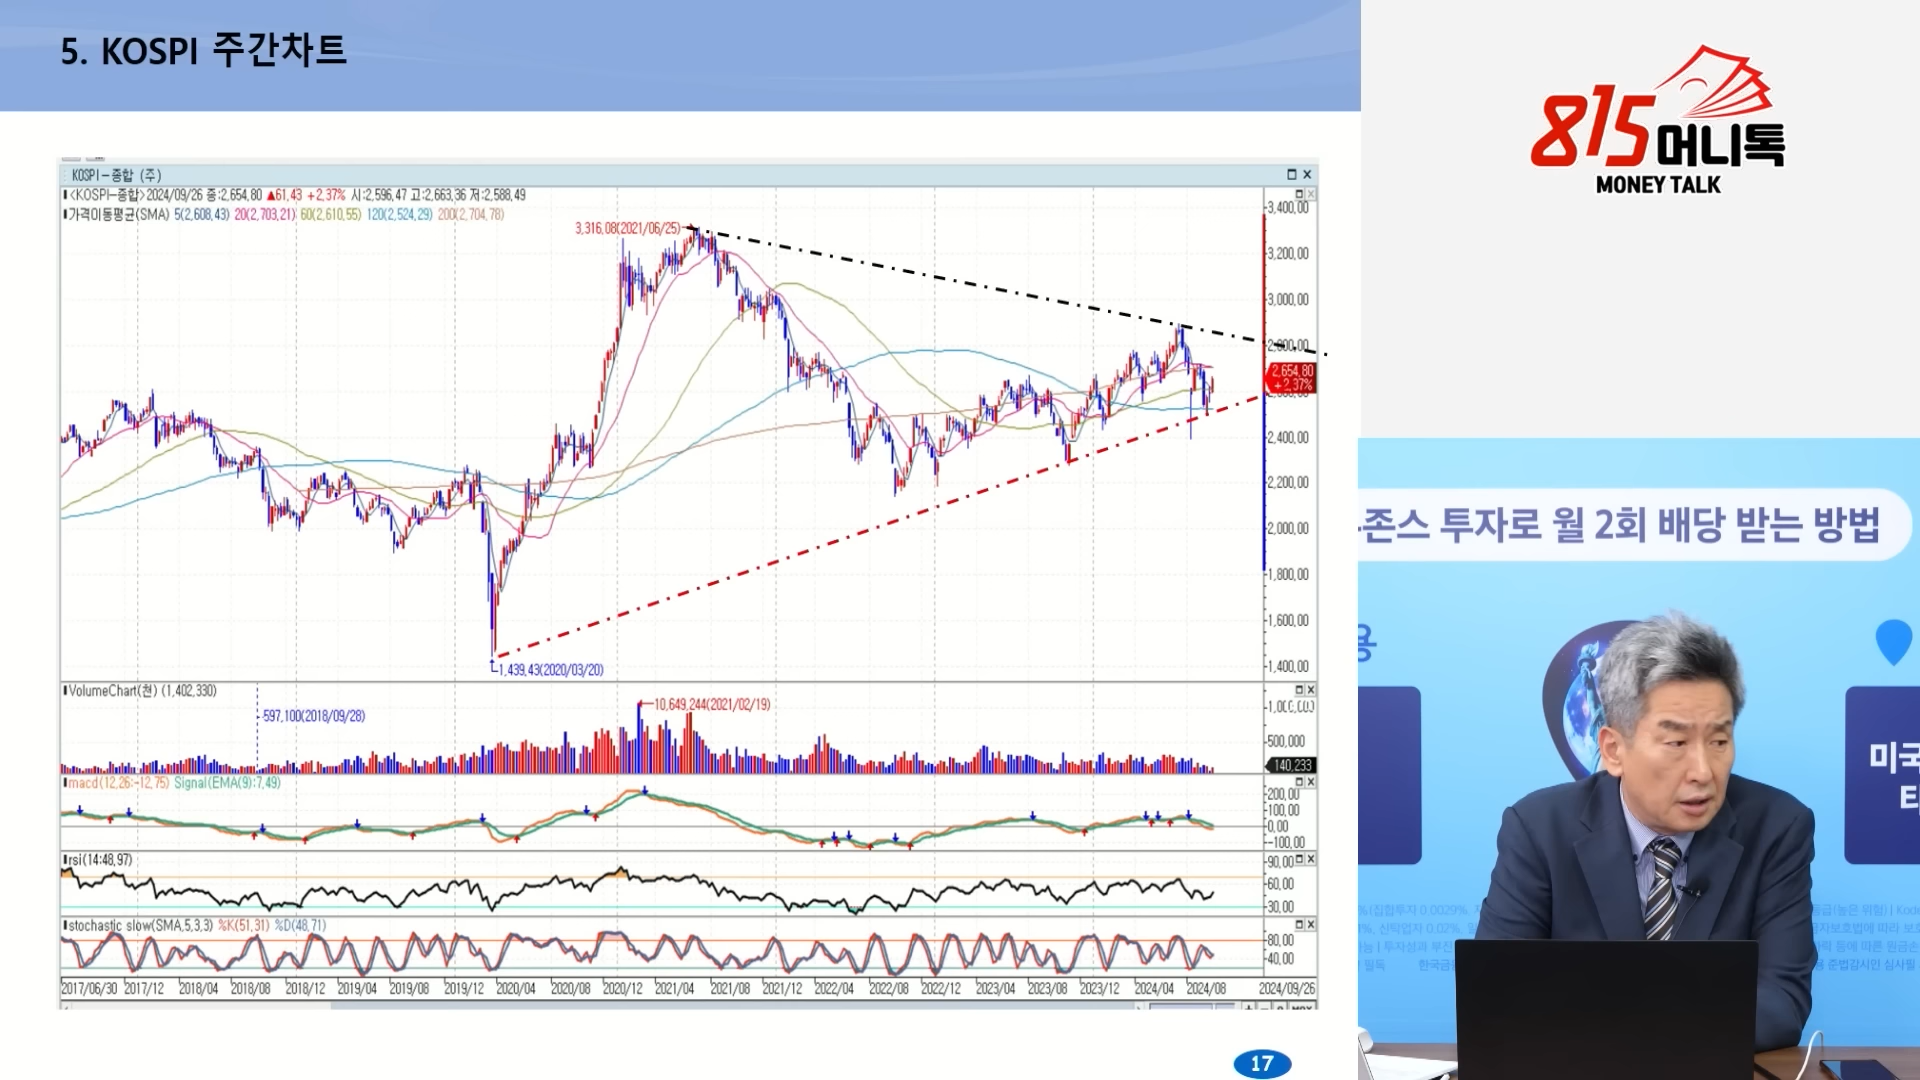 5. KOSPI 주간차트
815머니톡
MONEY TALK
KOSPI-종합 (주)
<KOSPI-종합>2024/09/26 종:2,654.80 ▲61.43 +2.37% 시:2,596.47 고:2,663.36 저:2,588.49
가격이동평균(SMA) 5(2,608.43) 20(2,703.21) 60(2,610.55) 120(2,524.29) 200(2,704.78)
3,316.08(2021/06/25)
3,400.00
3,200.00
3,000.00
2,800.00
2,654.80
+2.37%
2,400.00
2,200.00
2,000.00
1,800.00
1,600.00
1,400.00
1,439.43(2020/03/20)
VolumeChart(천) (1,402,330)
597,100(2018/09/28)
10,649,244(2021/02/19)
500,000
140,233
macd(12,26:-12.75) Signal(EMA(9):7.49)
200.00
100.00
0.00
-100.00
rsi(14:48.97)
90.00
60.00
30.00
stochastic slow(SMA,5,3,3) %K(51.31) %D(48.71)
80.00
40.00
2017/06/30 2017/12 2018/04 2018/08 2018/12 2019/04 2019/08 2019/12 2020/04 2020/08 2020/12 2021/04 2021/08 2021/12 2022/04 2022/08 2022/12 2023/04 2023/08 2023/12 2024/04 2024/08 2024/09/26
17
존스 투자로 월 2회 배당 받는 방법
용
미국